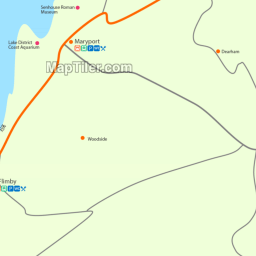 Senhouse Roman
Museum
Lake District
Coast Aquarium
Maryport
Dearham
MapTiler.com
Woodside
Flimby